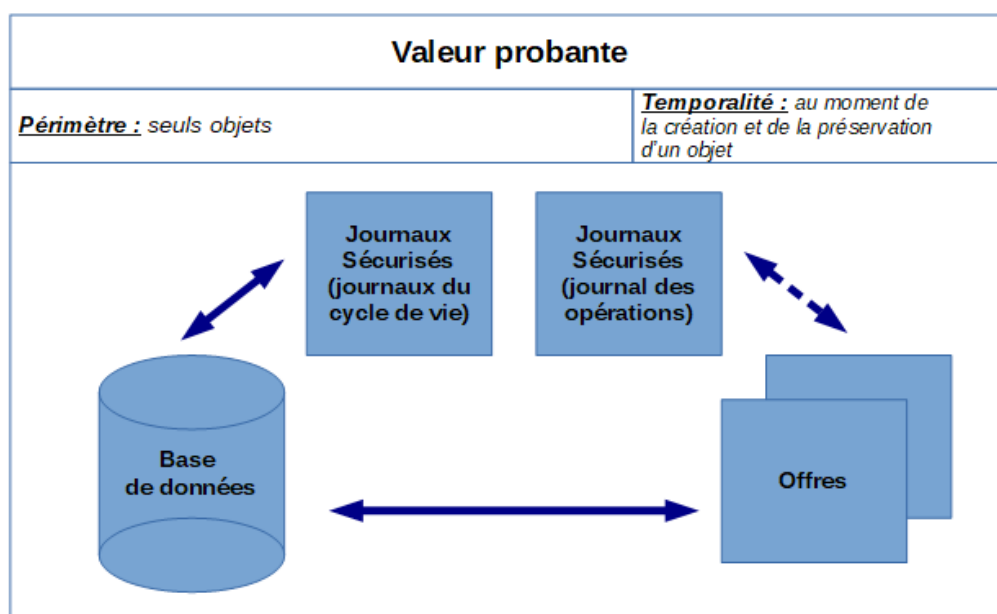 Valeur probante
Périmètre : seuls objets
Temporalité : au moment de
la création et de la préservation
d'un objet
Journaux
Sécurisés
(journaux du
cycle de vie)
Journaux
Sécurisés
(journal des
opérations)
Base
de données
Offres